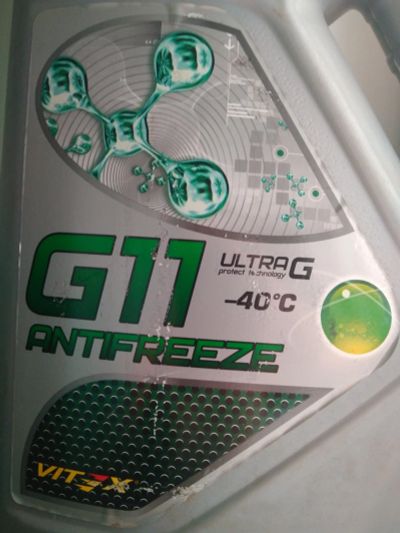 G11
ULTRA G
protect technology
-40°C
ANTIFREEZE
VITEX